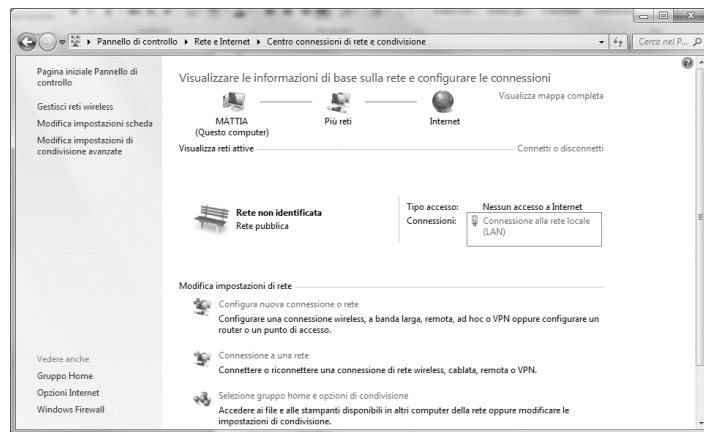 Pannello di controllo ▸ Rete e Internet ▸ Centro connessioni di rete e condivisione
Cerca nel P...
Pagina iniziale Pannello di
controllo
Gestisci reti wireless
Modifica impostazioni scheda
Modifica impostazioni di
condivisione avanzate
Vedere anche
Gruppo Home
Opzioni Internet
Windows Firewall
Visualizzare le informazioni di base sulla rete e configurare le connessioni
Visualizza mappa completa
MATTIA
(Questo computer)
Più reti
Internet
Visualizza reti attive
Connetti o disconnetti
Rete non identificata
Rete pubblica
Tipo accesso: Nessun accesso a Internet
Connessioni: Connessione alla rete locale
(LAN)
Modifica impostazioni di rete
Configura nuova connessione o rete
Configurare una connessione wireless, a banda larga, remota, ad hoc o VPN oppure configurare un
router o un punto di accesso.
Connessione a una rete
Connettere o riconnettere una connessione di rete wireless, cablata, remota o VPN.
Selezione gruppo home e opzioni di condivisione
Accedere ai file e alle stampanti disponibili in altri computer della rete oppure modificare le
impostazioni di condivisione.